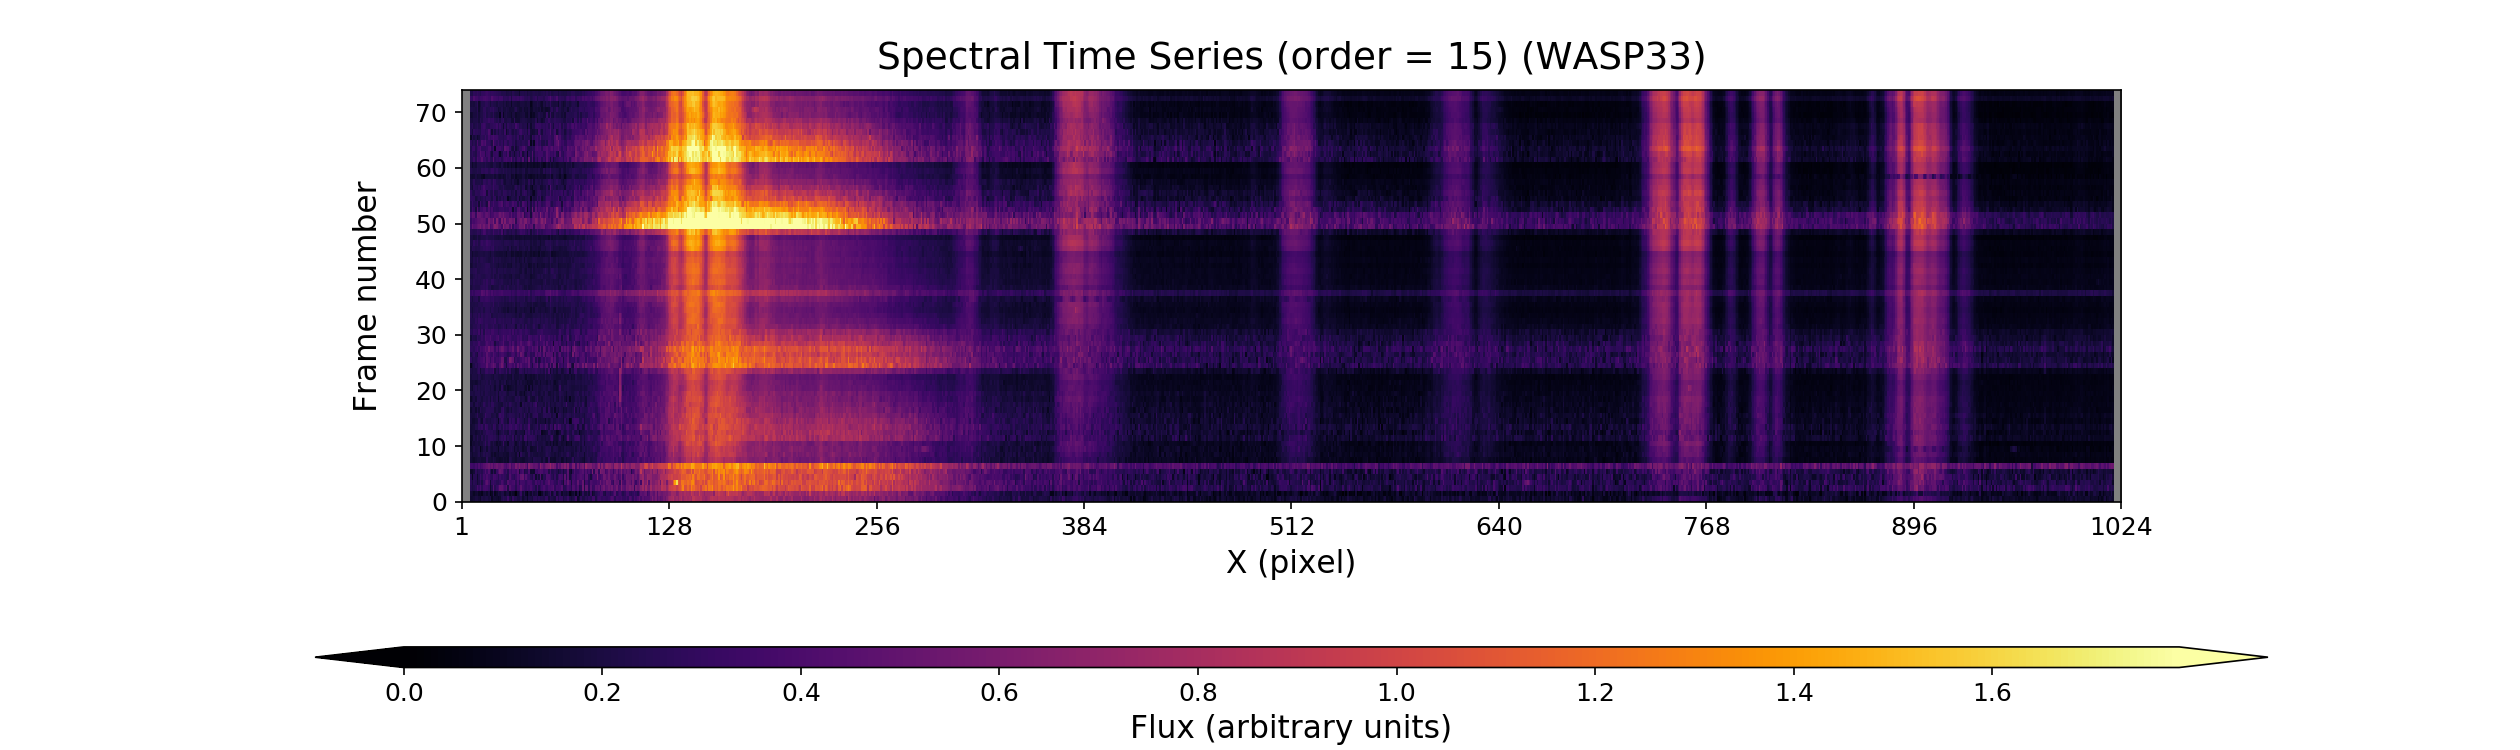 Spectral Time Series (order = 15) (WASP33)
Frame number
70
60
50
40
30
20
10
0
1 128 256 384 512 640 768 896 1024
X (pixel)
0.0 0.2 0.4 0.6 0.8 1.0 1.2 1.4 1.6
Flux (arbitrary units)